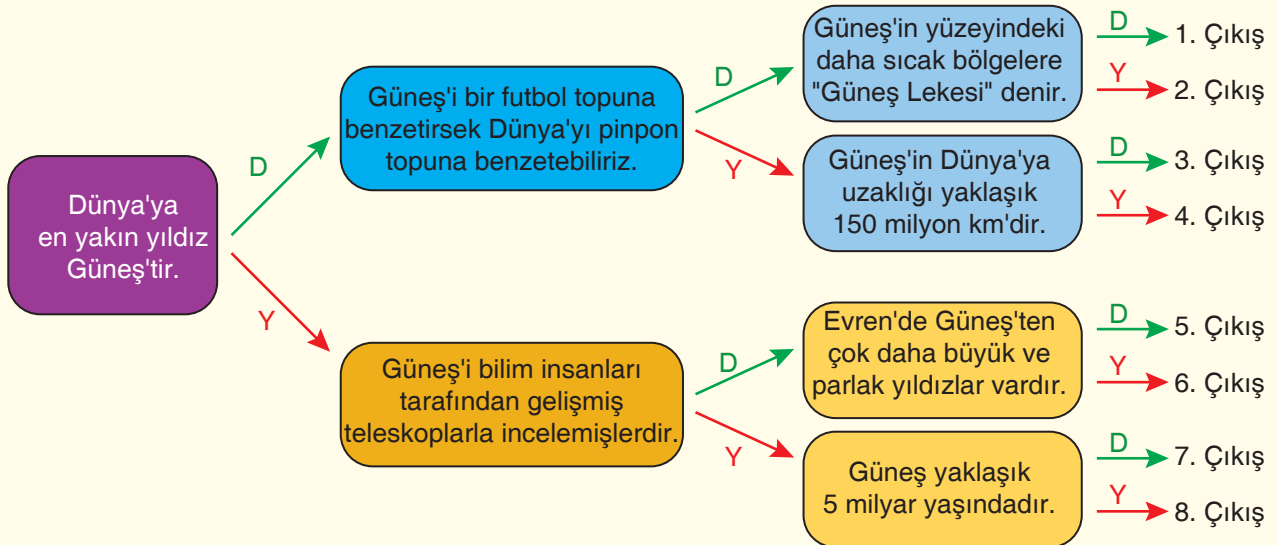 Dünya'ya
en yakın yıldız
Güneş'tir.
D
Y
Güneş'i bir futbol topuna
benzetirsek Dünya'yı pinpon
topuna benzetebiliriz.
D
Y
Güneş'i bilim insanları
tarafından gelişmiş
teleskoplarla incelemişlerdir.
D
Y
Güneş'in yüzeyindeki
daha sıcak bölgelere
"Güneş Lekesi" denir.
D
1. Çıkış
Y
2. Çıkış
Güneş'in Dünya'ya
uzaklığı yaklaşık
150 milyon km'dir.
D
3. Çıkış
Y
4. Çıkış
Evren'de Güneş'ten
çok daha büyük ve
parlak yıldızlar vardır.
D
5. Çıkış
Y
6. Çıkış
Güneş yaklaşık
5 milyar yaşındadır.
D
7. Çıkış
Y
8. Çıkış